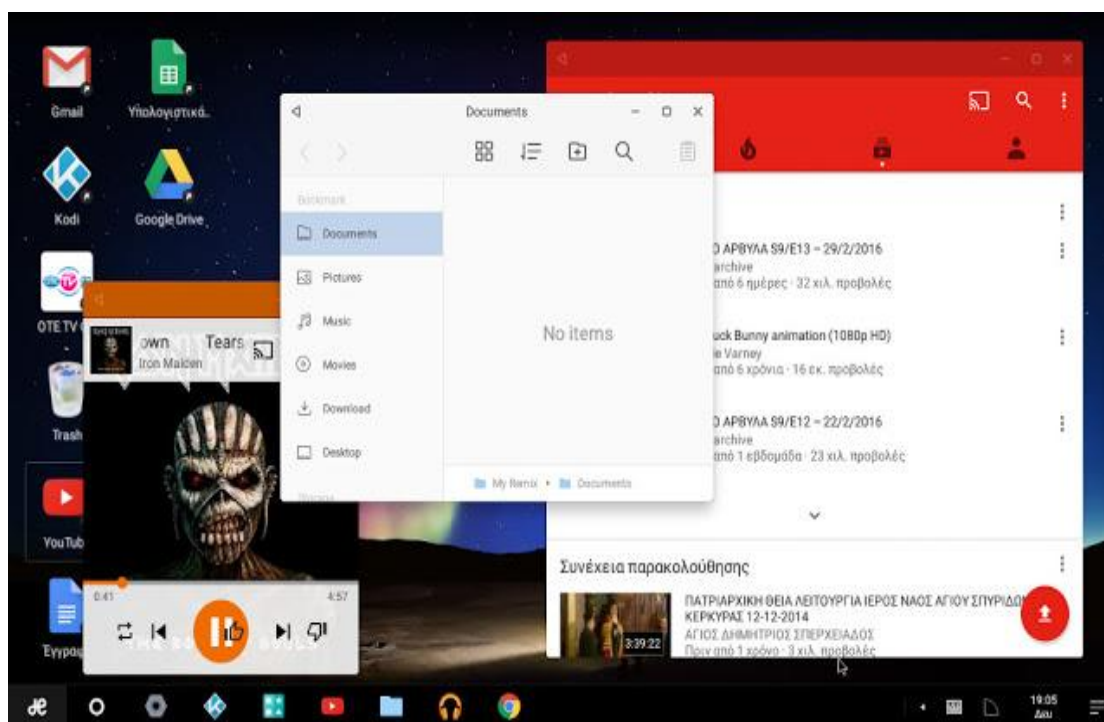 Gmail
Υπολογιστικά..
Kodi
Google Drive
OTE TV
Trash
YouTub
Έγγρα
Documents
Bookmark
Documents
Pictures
Music
Movies
Download
Desktop
Storage
No items
My Remix
Documents
own Tears
Iron Maiden
0:41
4:57
ΑΡΒΥΛΑ S9/E13 – 29/2/2016
archive
από 6 ημέρες · 32 χιλ. προβολές
uck Bunny animation (1080p HD)
e Varney
από 6 χρόνια · 16 εκ. προβολές
ΑΡΒΥΛΑ S9/E12 – 22/2/2016
archive
από 1 εβδομάδα · 23 χιλ. προβολές
Συνέχεια παρακολούθησης
ΠΑΤΡΙΑΡΧΙΚΗ ΘΕΙΑ ΛΕΙΤΟΥΡΓΙΑ ΙΕΡΟΣ ΝΑΟΣ ΑΓΙΟΥ ΣΠΥΡΙΔΩ
ΚΕΡΚΥΡΑΣ 12-12-2014
ΑΓΙΟΣ ΔΗΜΗΤΡΙΟΣ ΣΠΕΡΧΕΙΑΔΟΣ
Πριν από 1 χρόνο · 3 χιλ. προβολές
3:39:22
19:05
Δευ